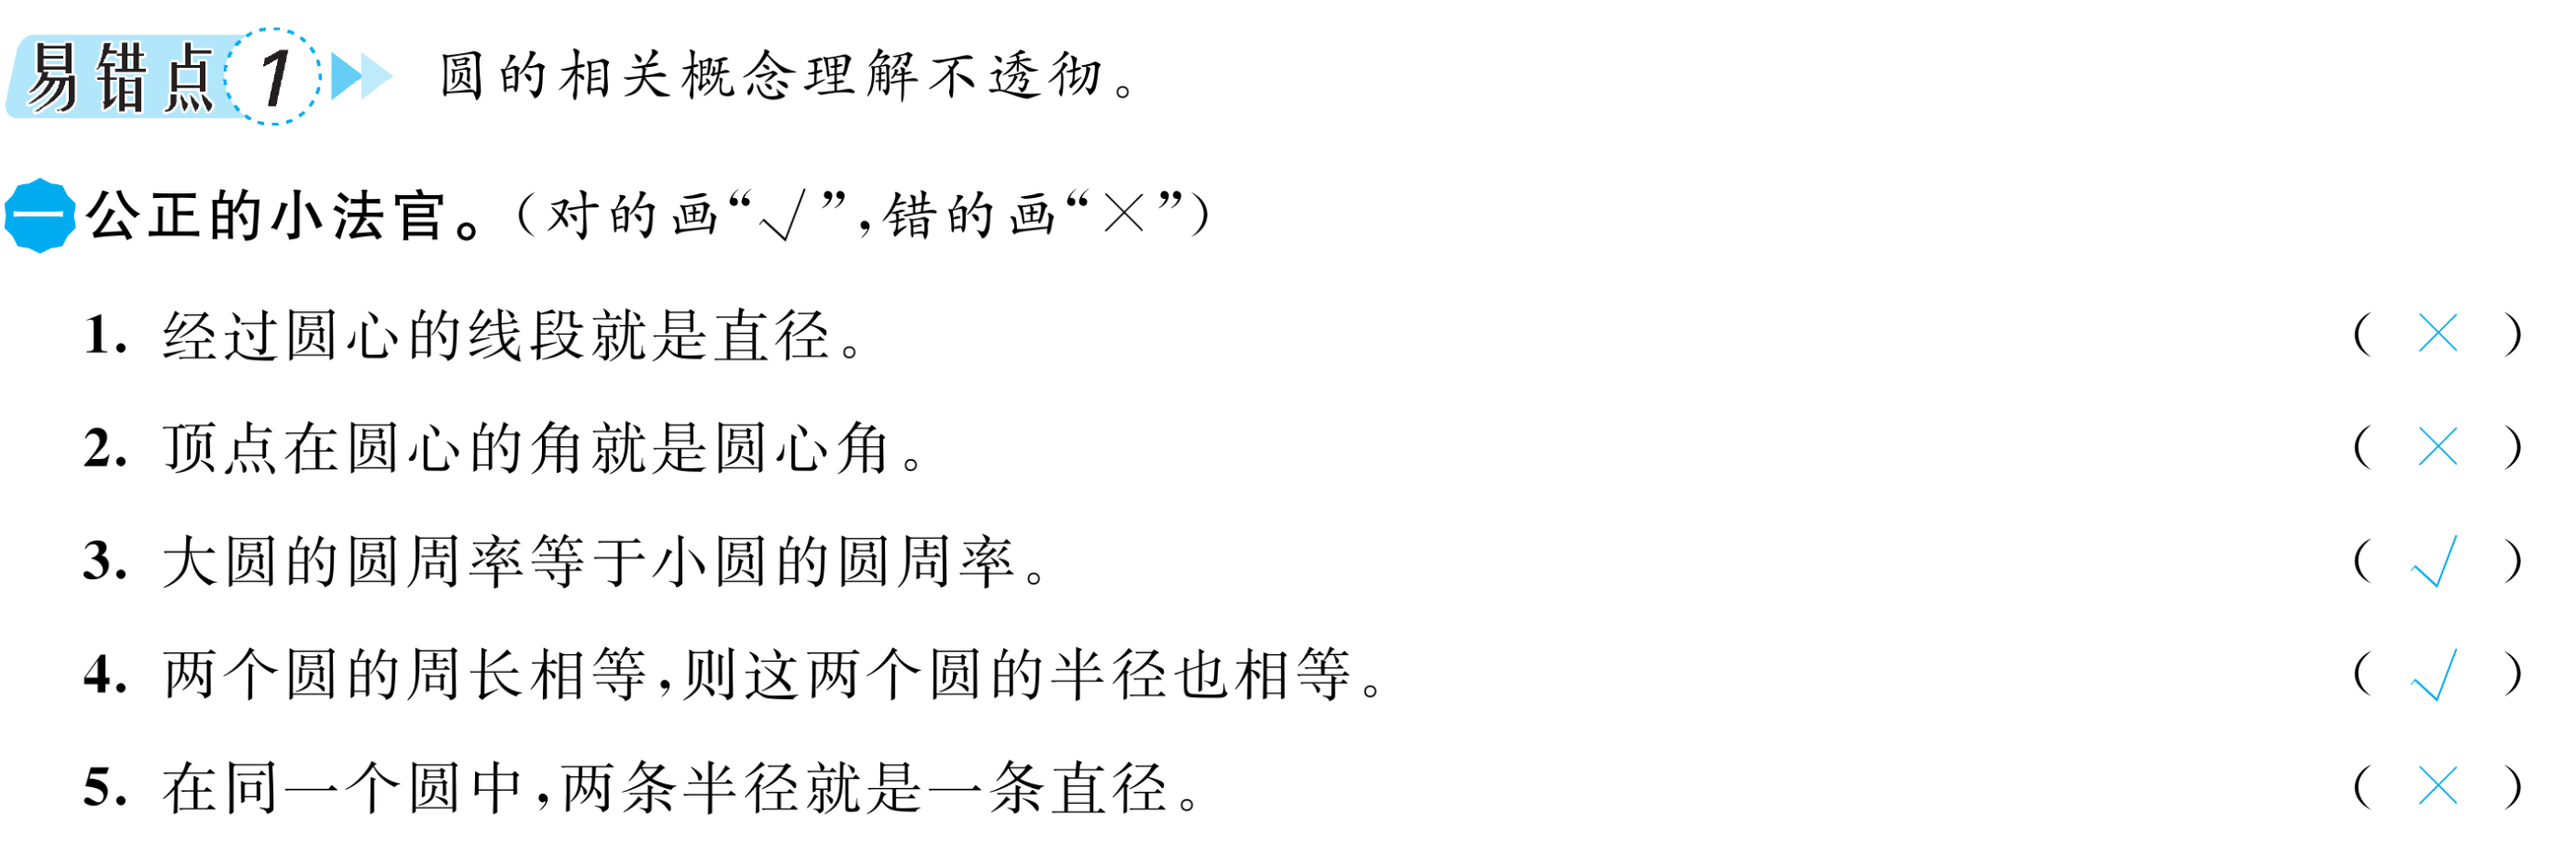 易错点1 圆的相关概念理解不透彻。
一 公正的小法官。(对的画“√”,错的画“×”)
1. 经过圆心的线段就是直径。 ( × )
2. 顶点在圆心的角就是圆心角。 ( × )
3. 大圆的圆周率等于小圆的圆周率。 ( √ )
4. 两个圆的周长相等,则这两个圆的半径也相等。 ( √ )
5. 在同一个圆中,两条半径就是一条直径。 ( × )